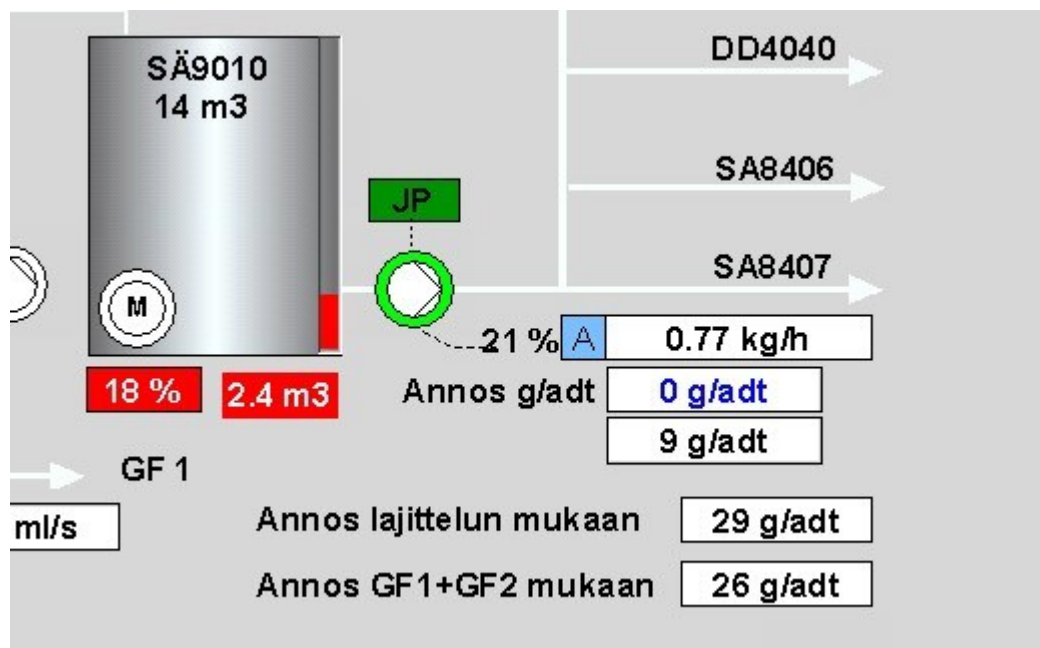 SÄ9010
14 m3
DD4040
SA8406
JP
SA8407
M
21 %
A
0.77 kg/h
18 %
2.4 m3
Annos g/adt
0 g/adt
9 g/adt
GF 1
ml/s
Annos lajittelun mukaan
29 g/adt
Annos GF1+GF2 mukaan
26 g/adt